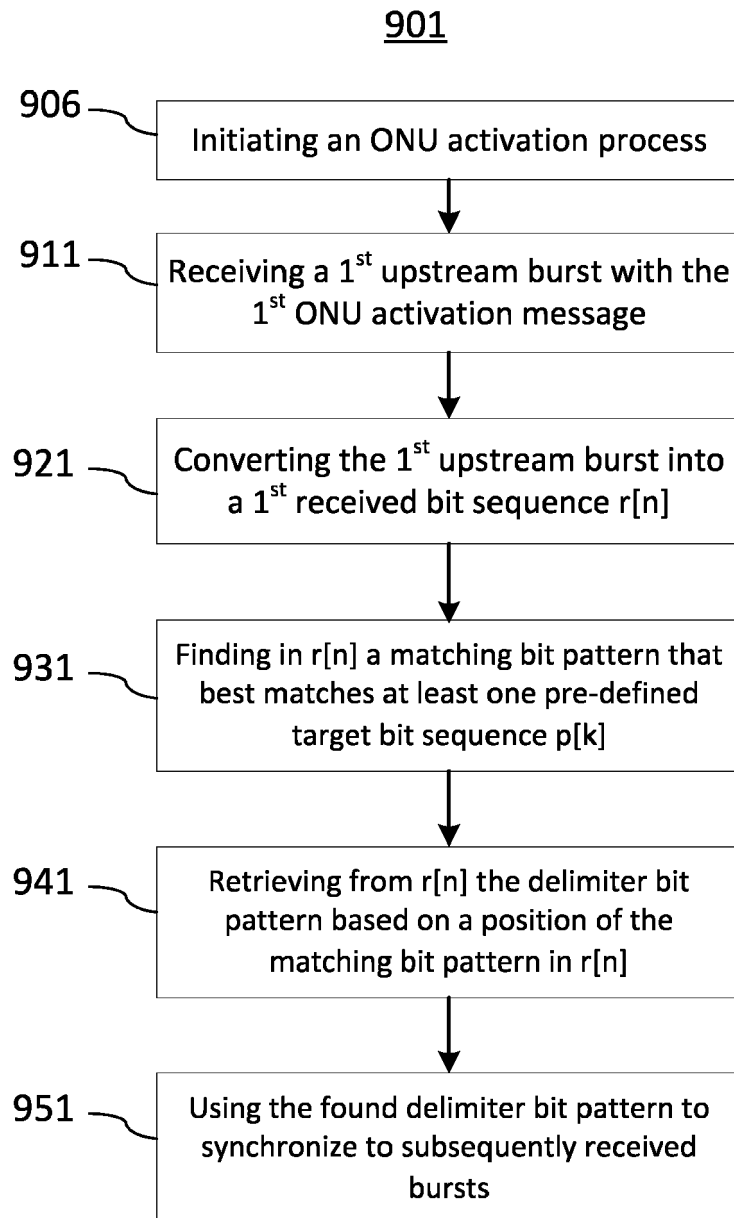 901
906
Initiating an ONU activation process
911
Receiving a 1st upstream burst with the
1st ONU activation message
921
Converting the 1st upstream burst into
a 1st received bit sequence r[n]
931
Finding in r[n] a matching bit pattern that
best matches at least one pre-defined
target bit sequence p[k]
941
Retrieving from r[n] the delimiter bit
pattern based on a position of the
matching bit pattern in r[n]
951
Using the found delimiter bit pattern to
synchronize to subsequently received
bursts